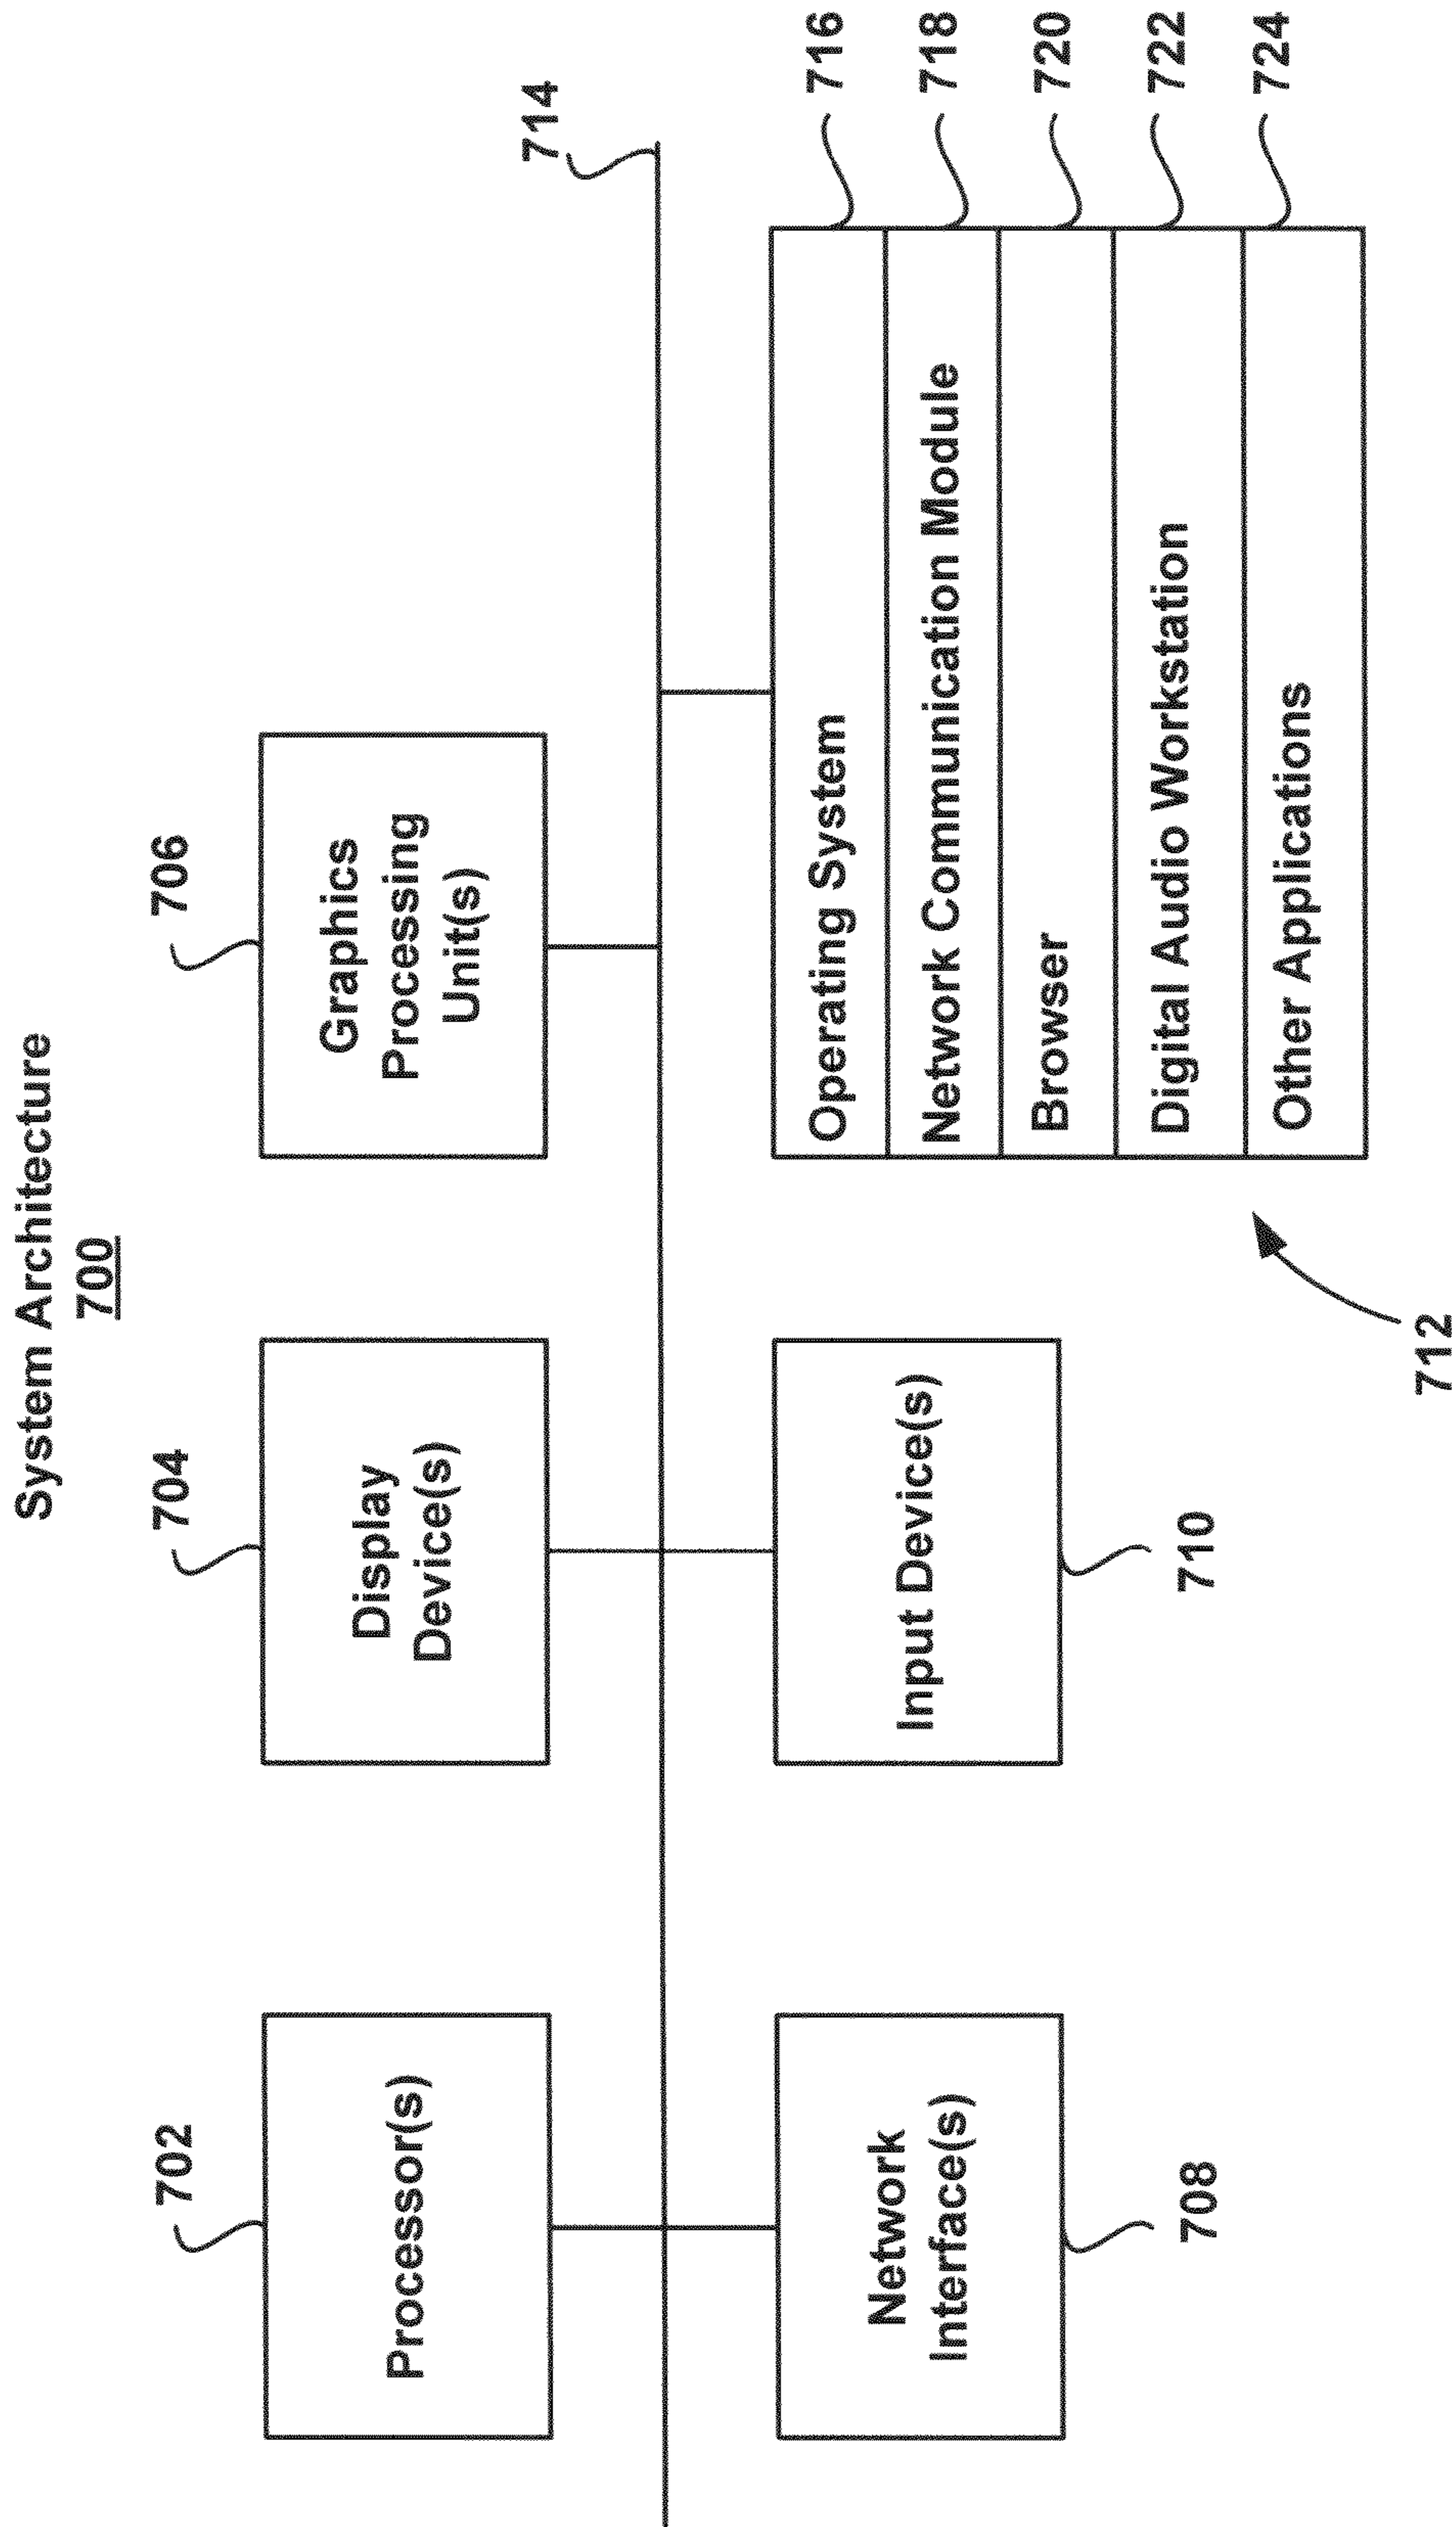 System Architecture
700
702
Processor(s)
704
Display
Device(s)
706
Graphics
Processing
Unit(s)
714
Network
Interface(s)
708
Input Device(s)
710
Operating System
716
Network Communication Module
718
Browser
720
Digital Audio Workstation
722
Other Applications
724
712